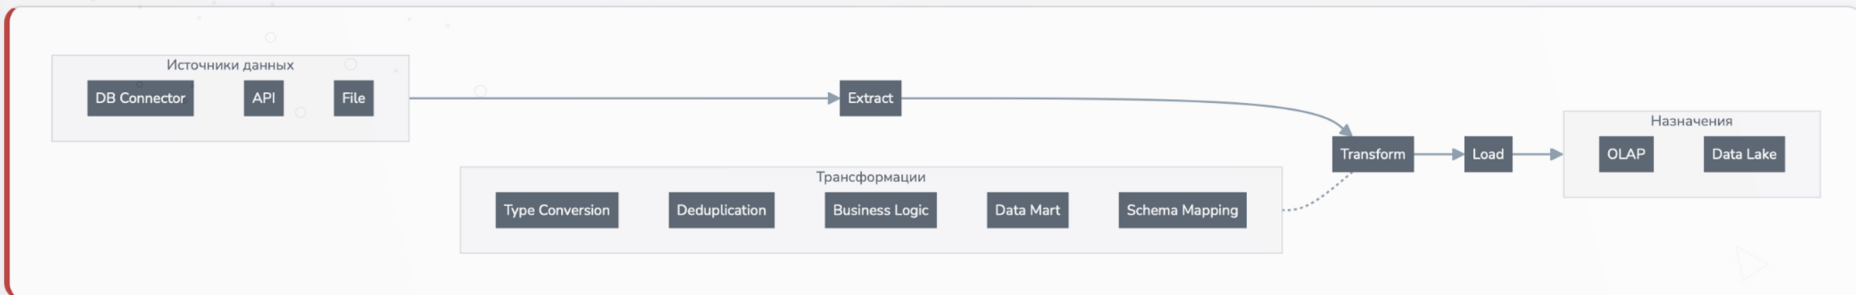 Источники данных
DB Connector
API
File
Extract
Transform
Load
Назначения
OLAP
Data Lake
Трансформации
Type Conversion
Deduplication
Business Logic
Data Mart
Schema Mapping